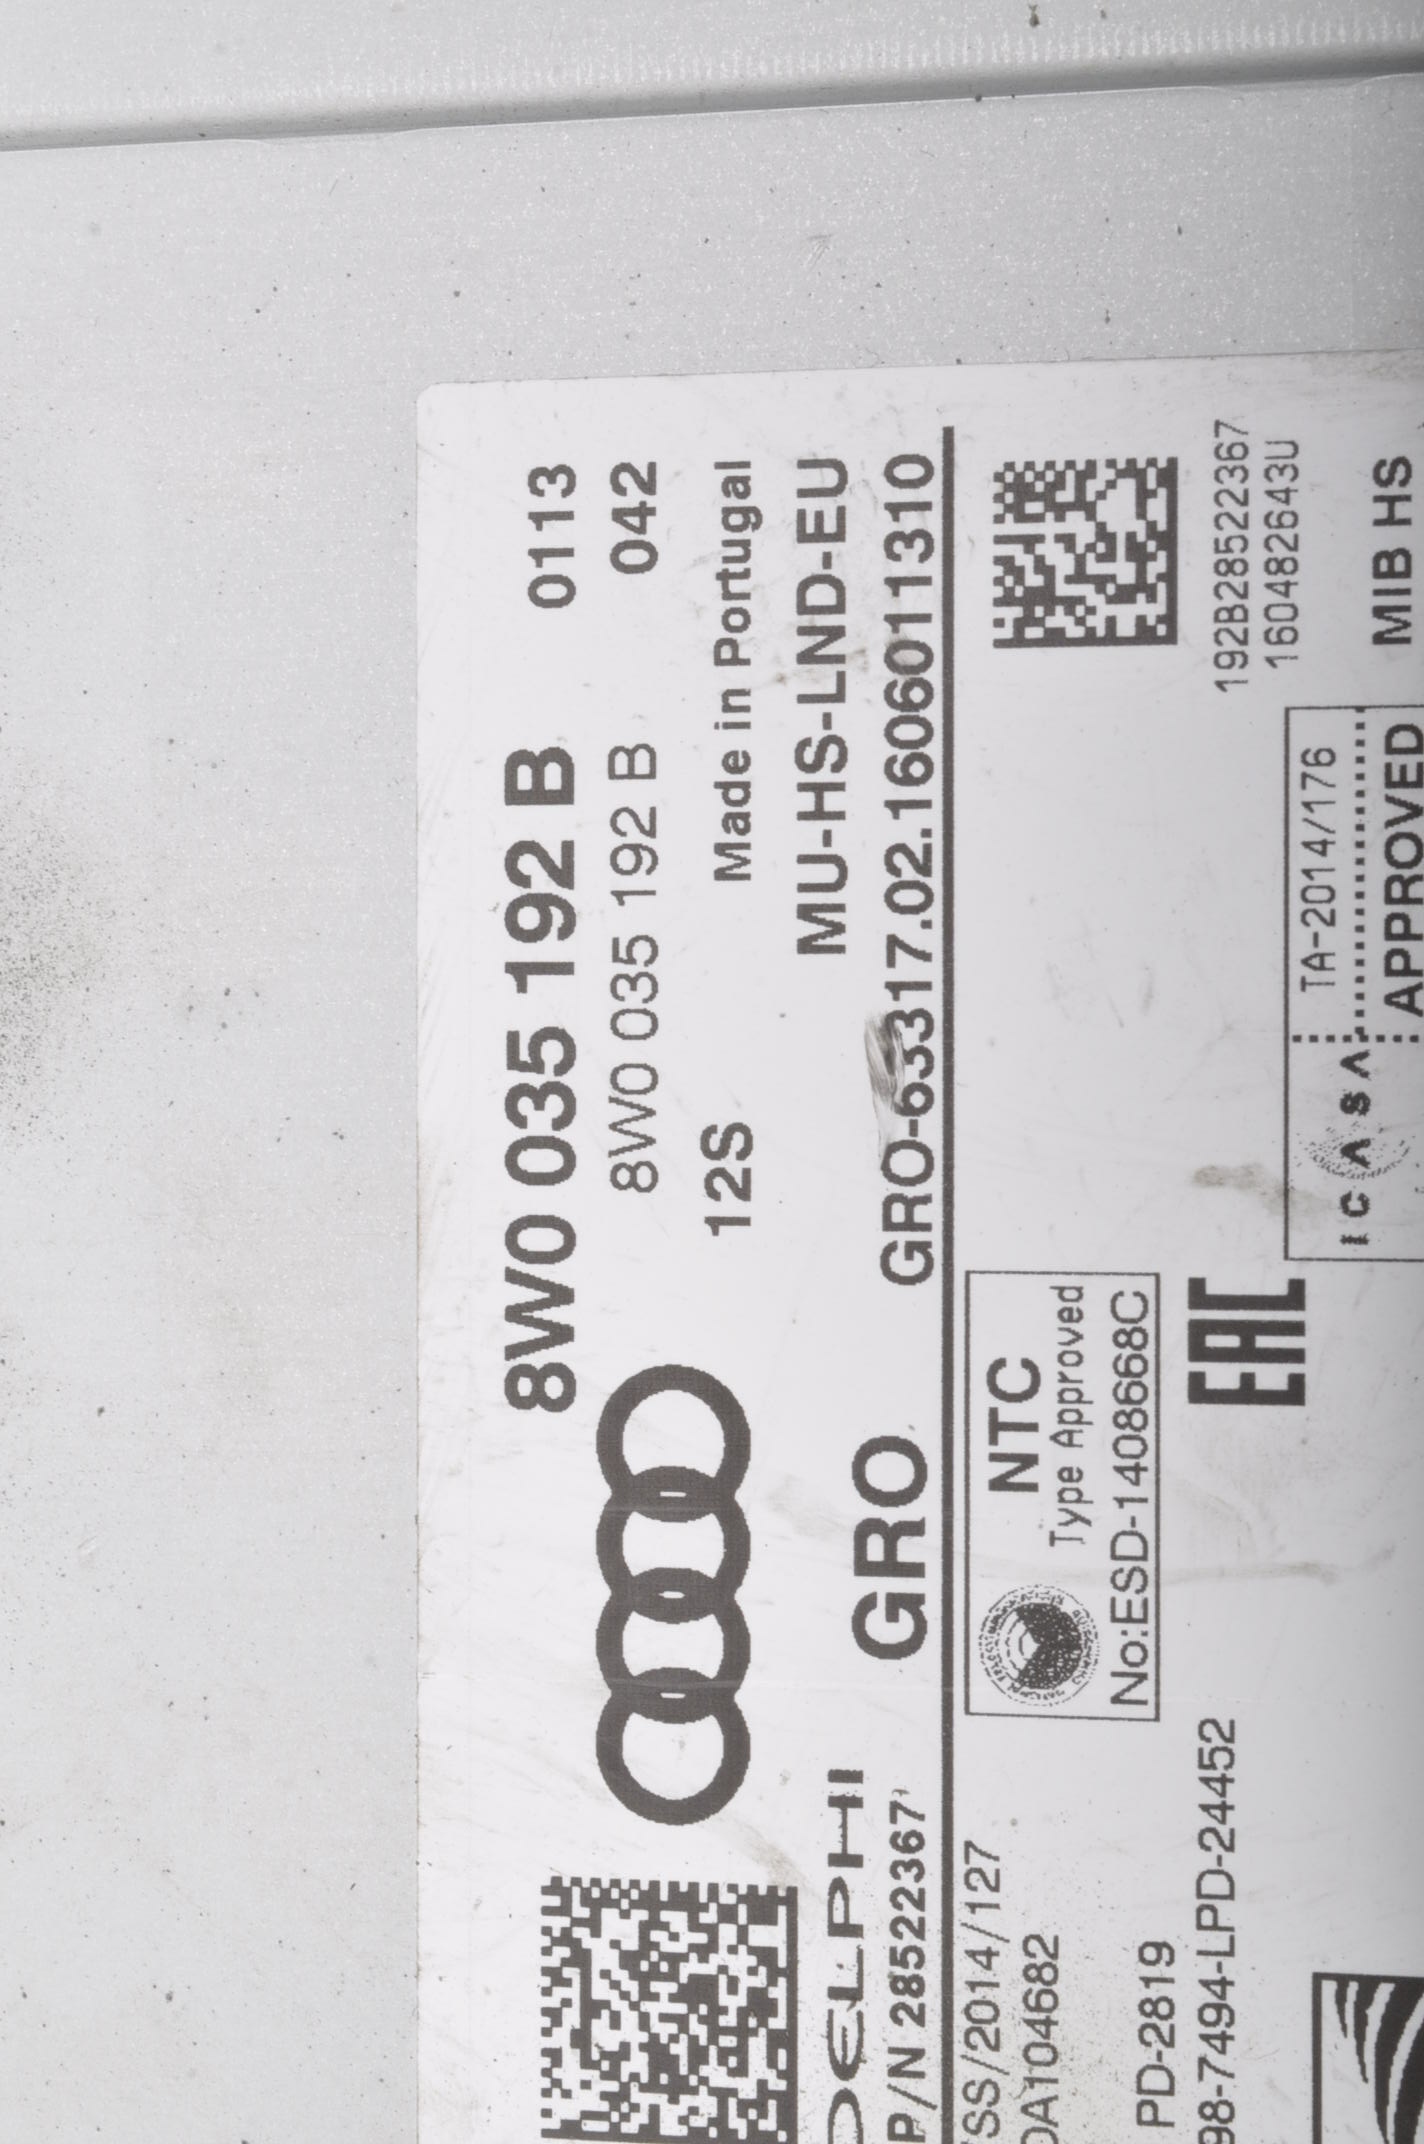 8W0 035 192 B 0113
8W0 035 192 B 042
12S Made in Portugal
MU-HS-LND-EU
DELPHI
GRO
P/N 28522367
GRO-63317.02.1606011310
SS/2014/127
DA104682
PD-2819
98-7494-LPD-24452
NTC
Type Approved
No:ESD-1408668C
EAC
192B28522367
160482643U
ICASA
TA-2014/176
APPROVED
MIB HS